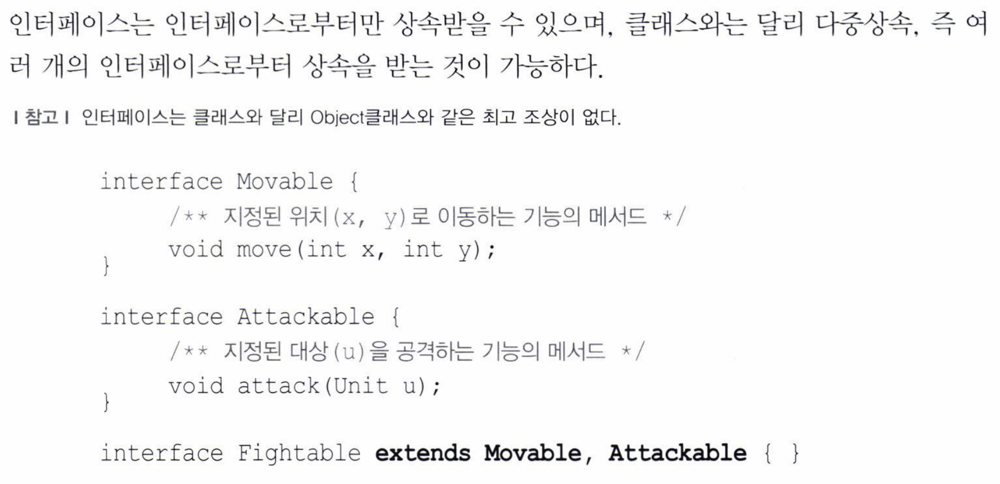 인터페이스는 인터페이스로부터만 상속받을 수 있으며, 클래스와는 달리 다중상속, 즉 여
러 개의 인터페이스로부터 상속을 받는 것이 가능하다.
| 참고 | 인터페이스는 클래스와 달리 Object클래스와 같은 최고 조상이 없다.
interface Movable {
/** 지정된 위치(x, y)로 이동하는 기능의 메서드 */
void move(int x, int y);
}
interface Attackable {
/** 지정된 대상(u)을 공격하는 기능의 메서드 */
void attack(Unit u);
}
interface Fightable extends Movable, Attackable { }